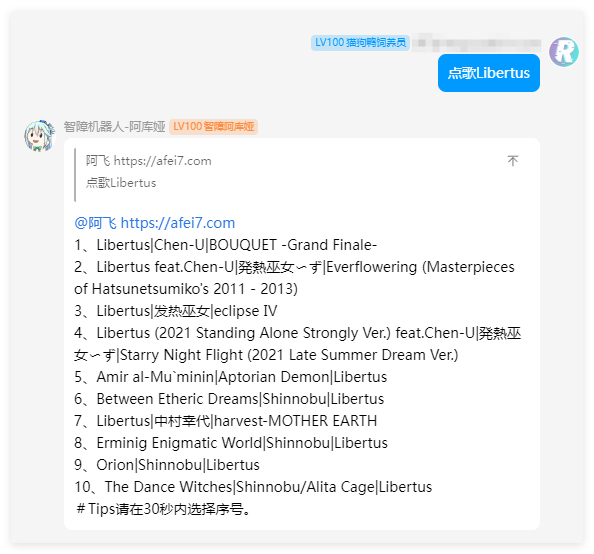 LV100 猫狗鸭饲养员
点歌Libertus
智障机器人-阿库娅 LV100 智障阿库娅
阿飞 https://afei7.com
点歌Libertus
@阿飞 https://afei7.com
1、Libertus|Chen-U|BOUQUET -Grand Finale-
2、Libertus feat.Chen-U|発熱巫女〜ず|Everflowering (Masterpieces
of Hatsunetsumiko's 2011 - 2013)
3、Libertus|发热巫女|eclipse IV
4、Libertus (2021 Standing Alone Strongly Ver.) feat.Chen-U|発熱巫
女〜ず|Starry Night Flight (2021 Late Summer Dream Ver.)
5、Amir al-Mu`minin|Aptorian Demon|Libertus
6、Between Etheric Dreams|Shinnobu|Libertus
7、Libertus|中村幸代|harvest-MOTHER EARTH
8、Erminig Enigmatic World|Shinnobu|Libertus
9、Orion|Shinnobu|Libertus
10、The Dance Witches|Shinnobu/Alita Cage|Libertus
＃Tips请在30秒内选择序号。